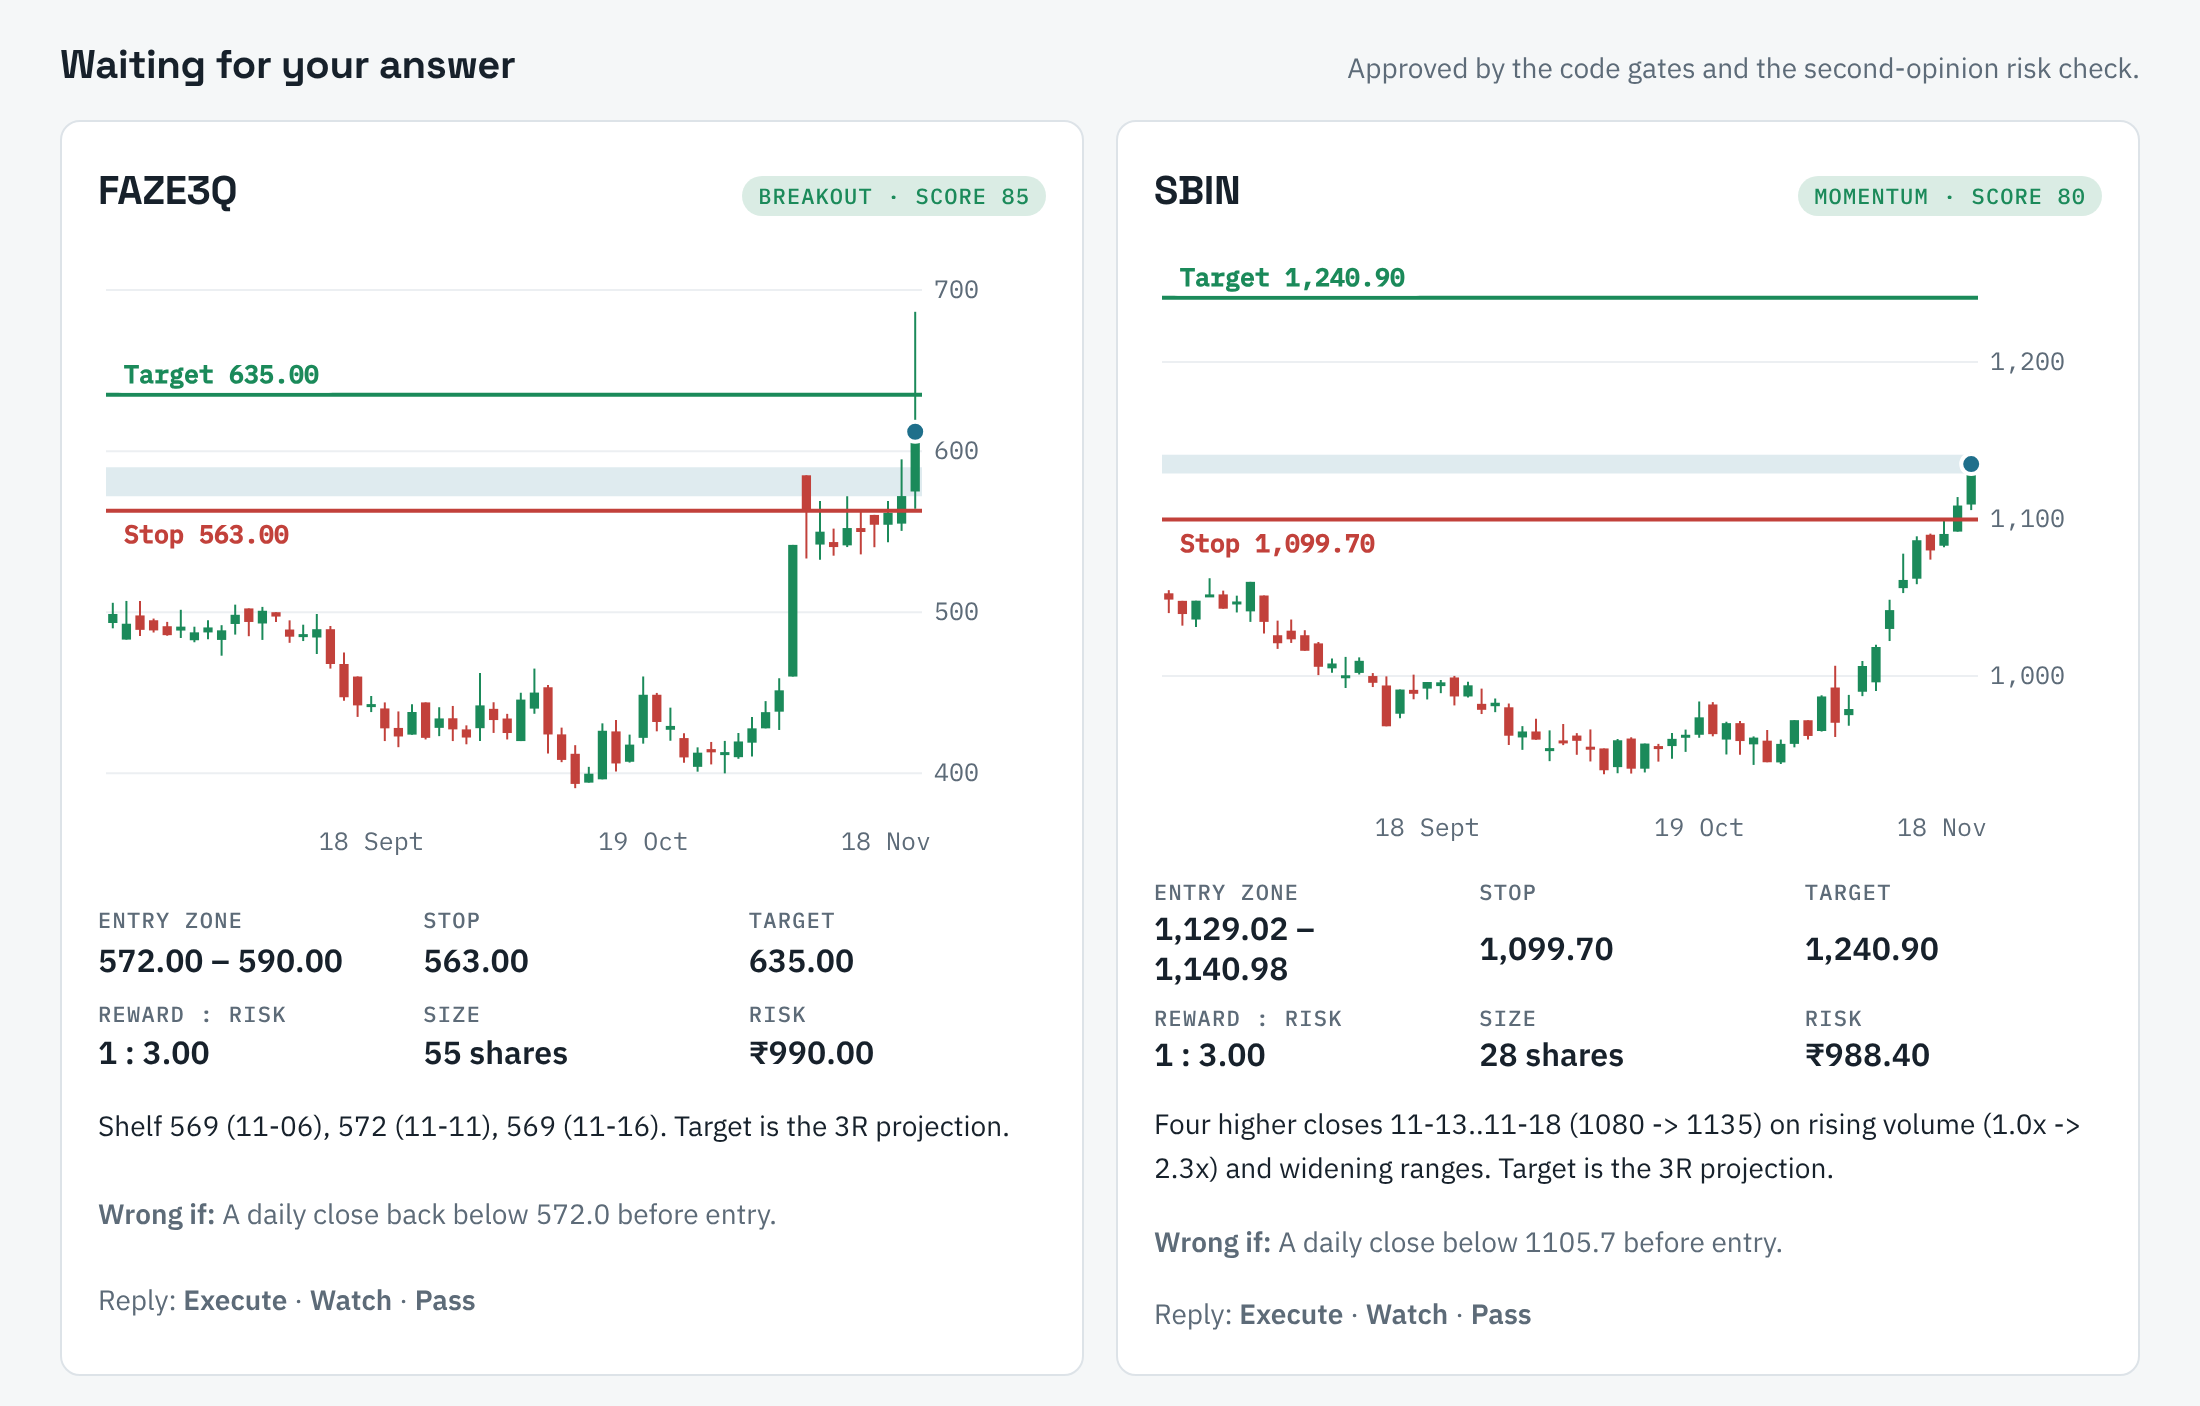 Waiting for your answer
Approved by the code gates and the second-opinion risk check.
FAZE3Q
BREAKOUT · SCORE 85
700
Target 635.00
600
Stop 563.00
500
400
18 Sept
19 Oct
18 Nov
ENTRY ZONE
STOP
TARGET
572.00 – 590.00
563.00
635.00
REWARD : RISK
SIZE
RISK
1 : 3.00
55 shares
₹990.00
Shelf 569 (11-06), 572 (11-11), 569 (11-16). Target is the 3R projection.
Wrong if: A daily close back below 572.0 before entry.
Reply: Execute · Watch · Pass
SBIN
MOMENTUM · SCORE 80
Target 1,240.90
1,200
1,100
Stop 1,099.70
1,000
18 Sept
19 Oct
18 Nov
ENTRY ZONE
STOP
TARGET
1,129.02 –
1,140.98
1,099.70
1,240.90
REWARD : RISK
SIZE
RISK
1 : 3.00
28 shares
₹988.40
Four higher closes 11-13..11-18 (1080 -> 1135) on rising volume (1.0x ->
2.3x) and widening ranges. Target is the 3R projection.
Wrong if: A daily close below 1105.7 before entry.
Reply: Execute · Watch · Pass